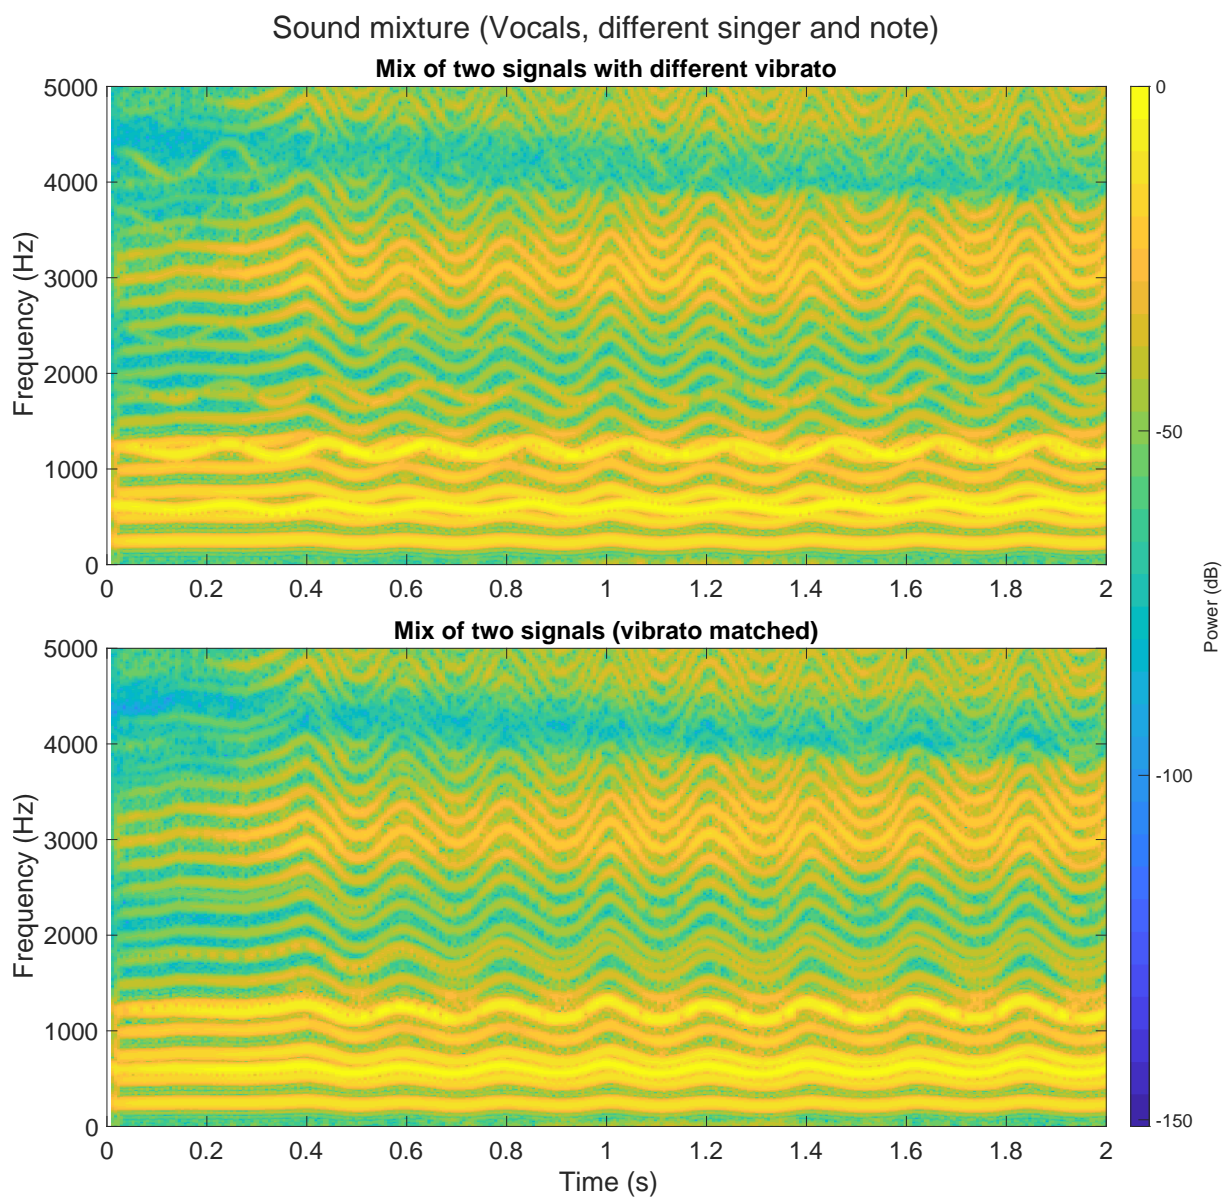 Sound mixture (Vocals, different singer and note)
Mix of two signals with different vibrato
5000
4000
3000
2000
1000
0
Frequency (Hz)
0 0.2 0.4 0.6 0.8 1 1.2 1.4 1.6 1.8 2
Mix of two signals (vibrato matched)
5000
4000
3000
2000
1000
0
Frequency (Hz)
0 0.2 0.4 0.6 0.8 1 1.2 1.4 1.6 1.8 2
Time (s)
0
-50
-100
-150
Power (dB)